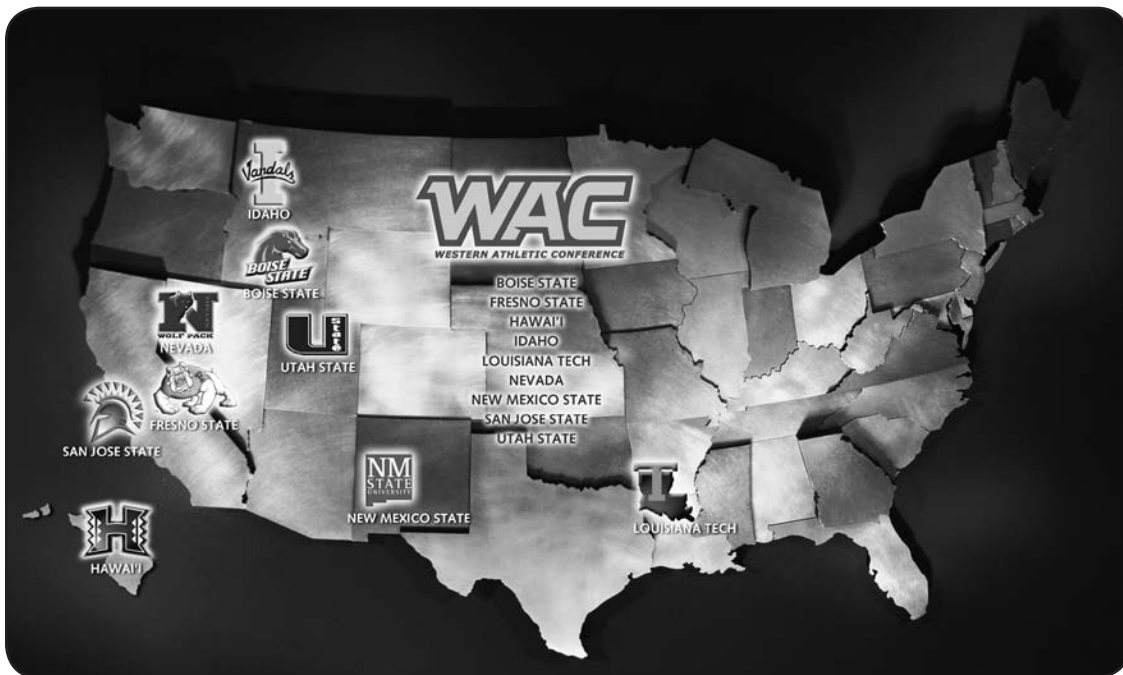 Vandals
IDAHO
WAC
WESTERN ATHLETIC CONFERENCE
BOISE
STATE
BOISE STATE
BOISE STATE
FRESNO STATE
HAWAI'I
IDAHO
LOUISIANA TECH
NEVADA
NEW MEXICO STATE
SAN JOSE STATE
UTAH STATE
N
NEVADA
WOLF PACK
NEVADA
U
State
UTAH STATE
FRESNO STATE
SAN JOSE STATE
NM
STATE
UNIVERSITY
NEW MEXICO STATE
T
LOUISIANA TECH
H
HAWAI'I